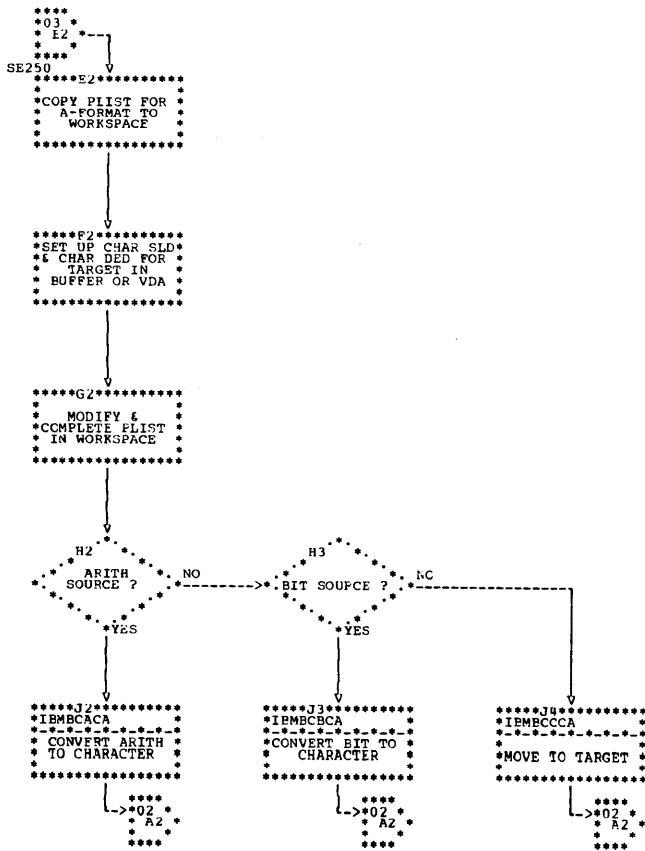 03
E2
SE250
E2
COPY PLIST FOR
A-FORMAT TO
WORKSPACE
F2
SET UP CHAR SLD
& CHAR DED FOR
TARGET IN
BUFFER OR VDA
G2
MODIFY &
COMPLETE PLIST
IN WORKSPACE
H2
ARITH
SOURCE ?
NO
YES
H3
BIT SOURCE ?
NO
YES
J2
IBMBCACA
CONVERT ARITH
TO CHARACTER
J3
IBMBCBCA
CONVERT BIT TO
CHARACTER
J4
IBMBCCCA
MOVE TO TARGET
02
A2
02
A2
02
A2